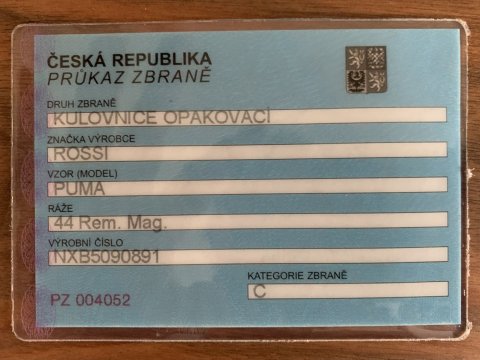 ČESKÁ REPUBLIKA
PRŮKAZ ZBRANĚ
DRUH ZBRANĚ
KULOVNICE OPAKOVACÍ
ZNAČKA VÝROBCE
ROSSI
VZOR (MODEL)
PUMA
RÁŽE
44 Rem. Mag.
VÝROBNÍ ČÍSLO
NXB5090891
KATEGORIE ZBRANĚ
C
PZ 004052